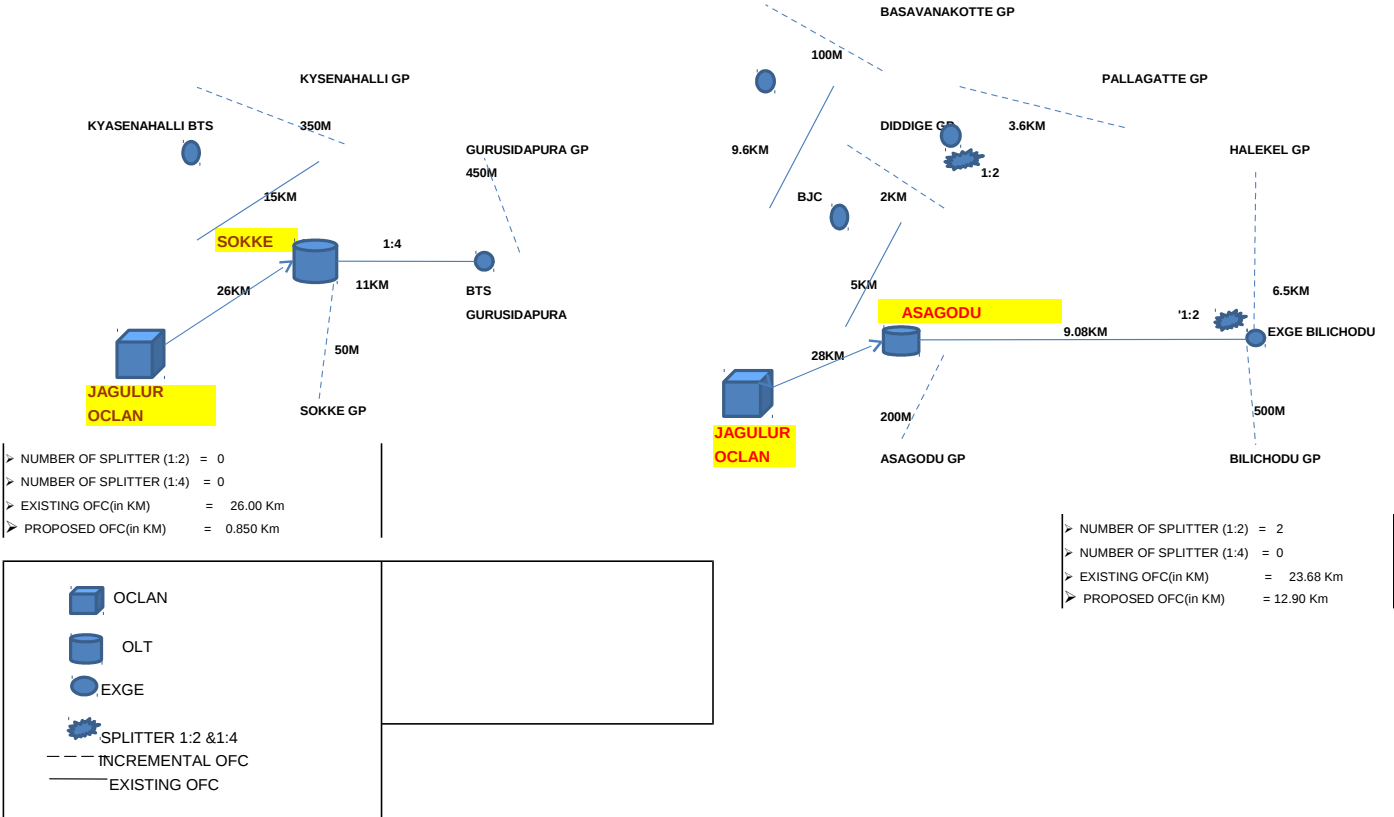 KYSENAHALLI GP
KYASENAHALLI BTS
350M
GURUSIDAPURA GP
450M
15KM
SOKKE
1:4
26KM
11KM
BTS
GURUSIDAPURA
50M
JAGULUR
OCLAN
SOKKE GP
NUMBER OF SPLITTER (1:2) = 0
NUMBER OF SPLITTER (1:4) = 0
EXISTING OFC(in KM) = 26.00 Km
PROPOSED OFC(in KM) = 0.850 Km
BASAVANAKOTTE GP
100M
PALLAGATTE GP
DIDDIGE GP
3.6KM
9.6KM
HALEKEL GP
1:2
BJC
2KM
5KM
6.5KM
ASAGODU
'1:2
9.08KM
EXGE BILICHODU
28KM
200M
500M
JAGULUR
OCLAN
ASAGODU GP
BILICHODU GP
NUMBER OF SPLITTER (1:2) = 2
NUMBER OF SPLITTER (1:4) = 0
EXISTING OFC(in KM) = 23.68 Km
PROPOSED OFC(in KM) = 12.90 Km
OCLAN
OLT
EXGE
SPLITTER 1:2 &1:4
INCREMENTAL OFC
EXISTING OFC